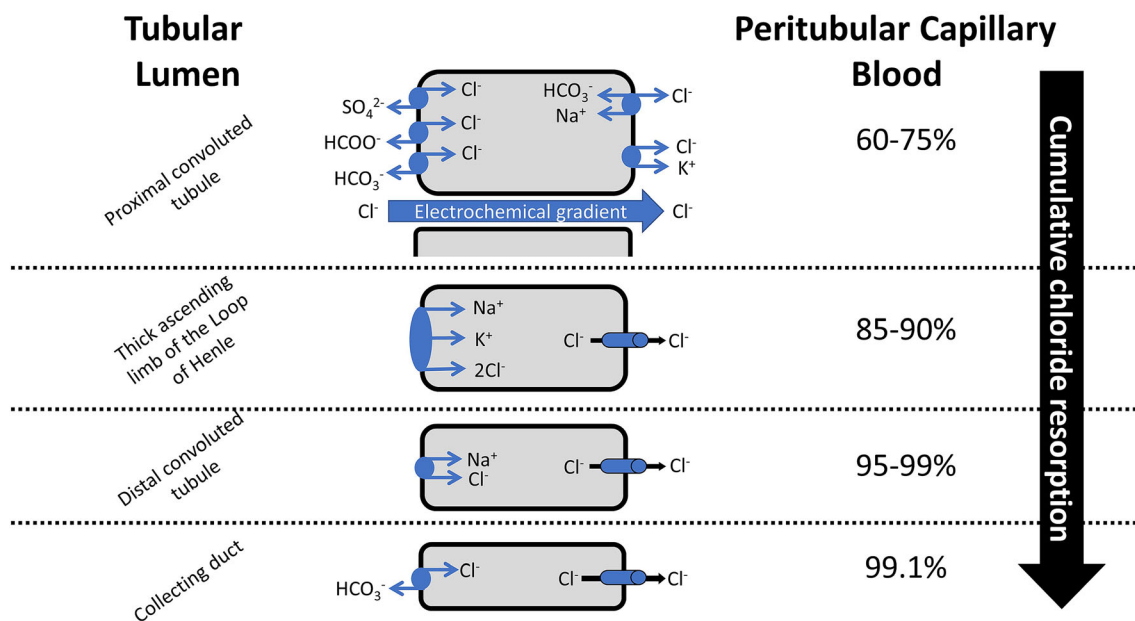 Tubular
Lumen
Peritubular Capillary
Blood
Proximal convoluted
tubule
SO₄²⁻
HCOO⁻
HCO₃⁻
Cl⁻
Cl⁻
Cl⁻
HCO₃⁻
Na⁺
Cl⁻
Cl⁻
K⁺
Cl⁻
Electrochemical gradient
Cl⁻
60-75%
Thick ascending
limb of the Loop
of Henle
Na⁺
K⁺
2Cl⁻
Cl⁻
Cl⁻
85-90%
Distal convoluted
tubule
Na⁺
Cl⁻
Cl⁻
Cl⁻
95-99%
Collecting duct
HCO₃⁻
Cl⁻
Cl⁻
Cl⁻
99.1%
Cumulative chloride resorption